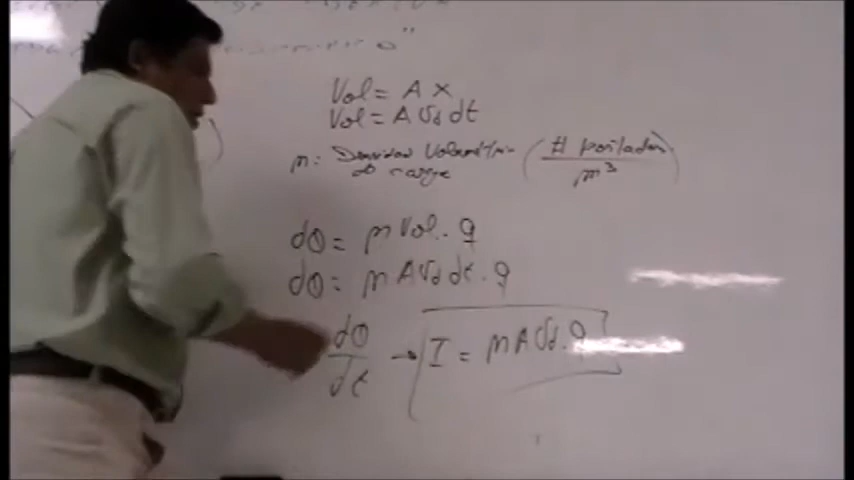 Vol = A x
Vol = A Vd dt
n: Densidad Volumétrica ( # portadores / m³ )
de carga
dQ = n Vol · q
dQ = n A Vd dt · q
dQ/dt → I = n A Vd · q